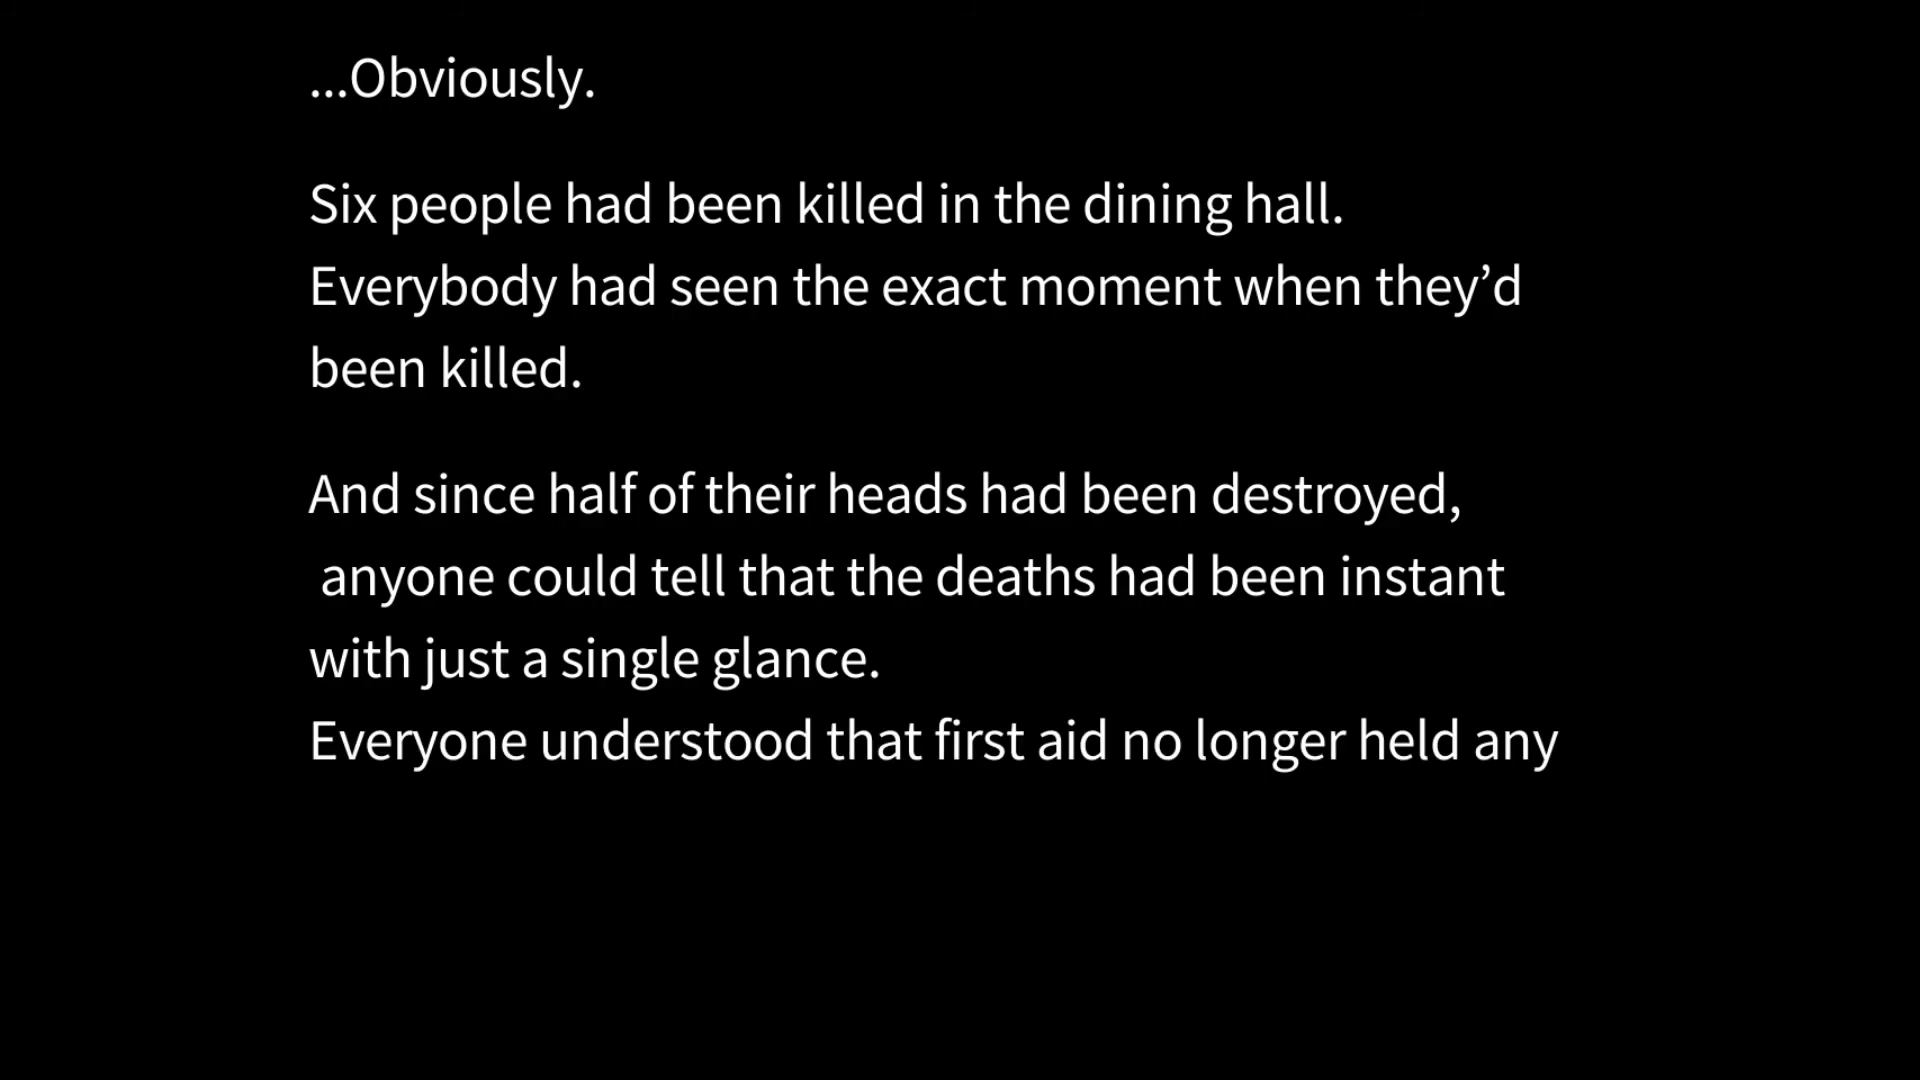 ...Obviously.
Six people had been killed in the dining hall.
Everybody had seen the exact moment when they’d
been killed.
And since half of their heads had been destroyed,
anyone could tell that the deaths had been instant
with just a single glance.
Everyone understood that first aid no longer held any